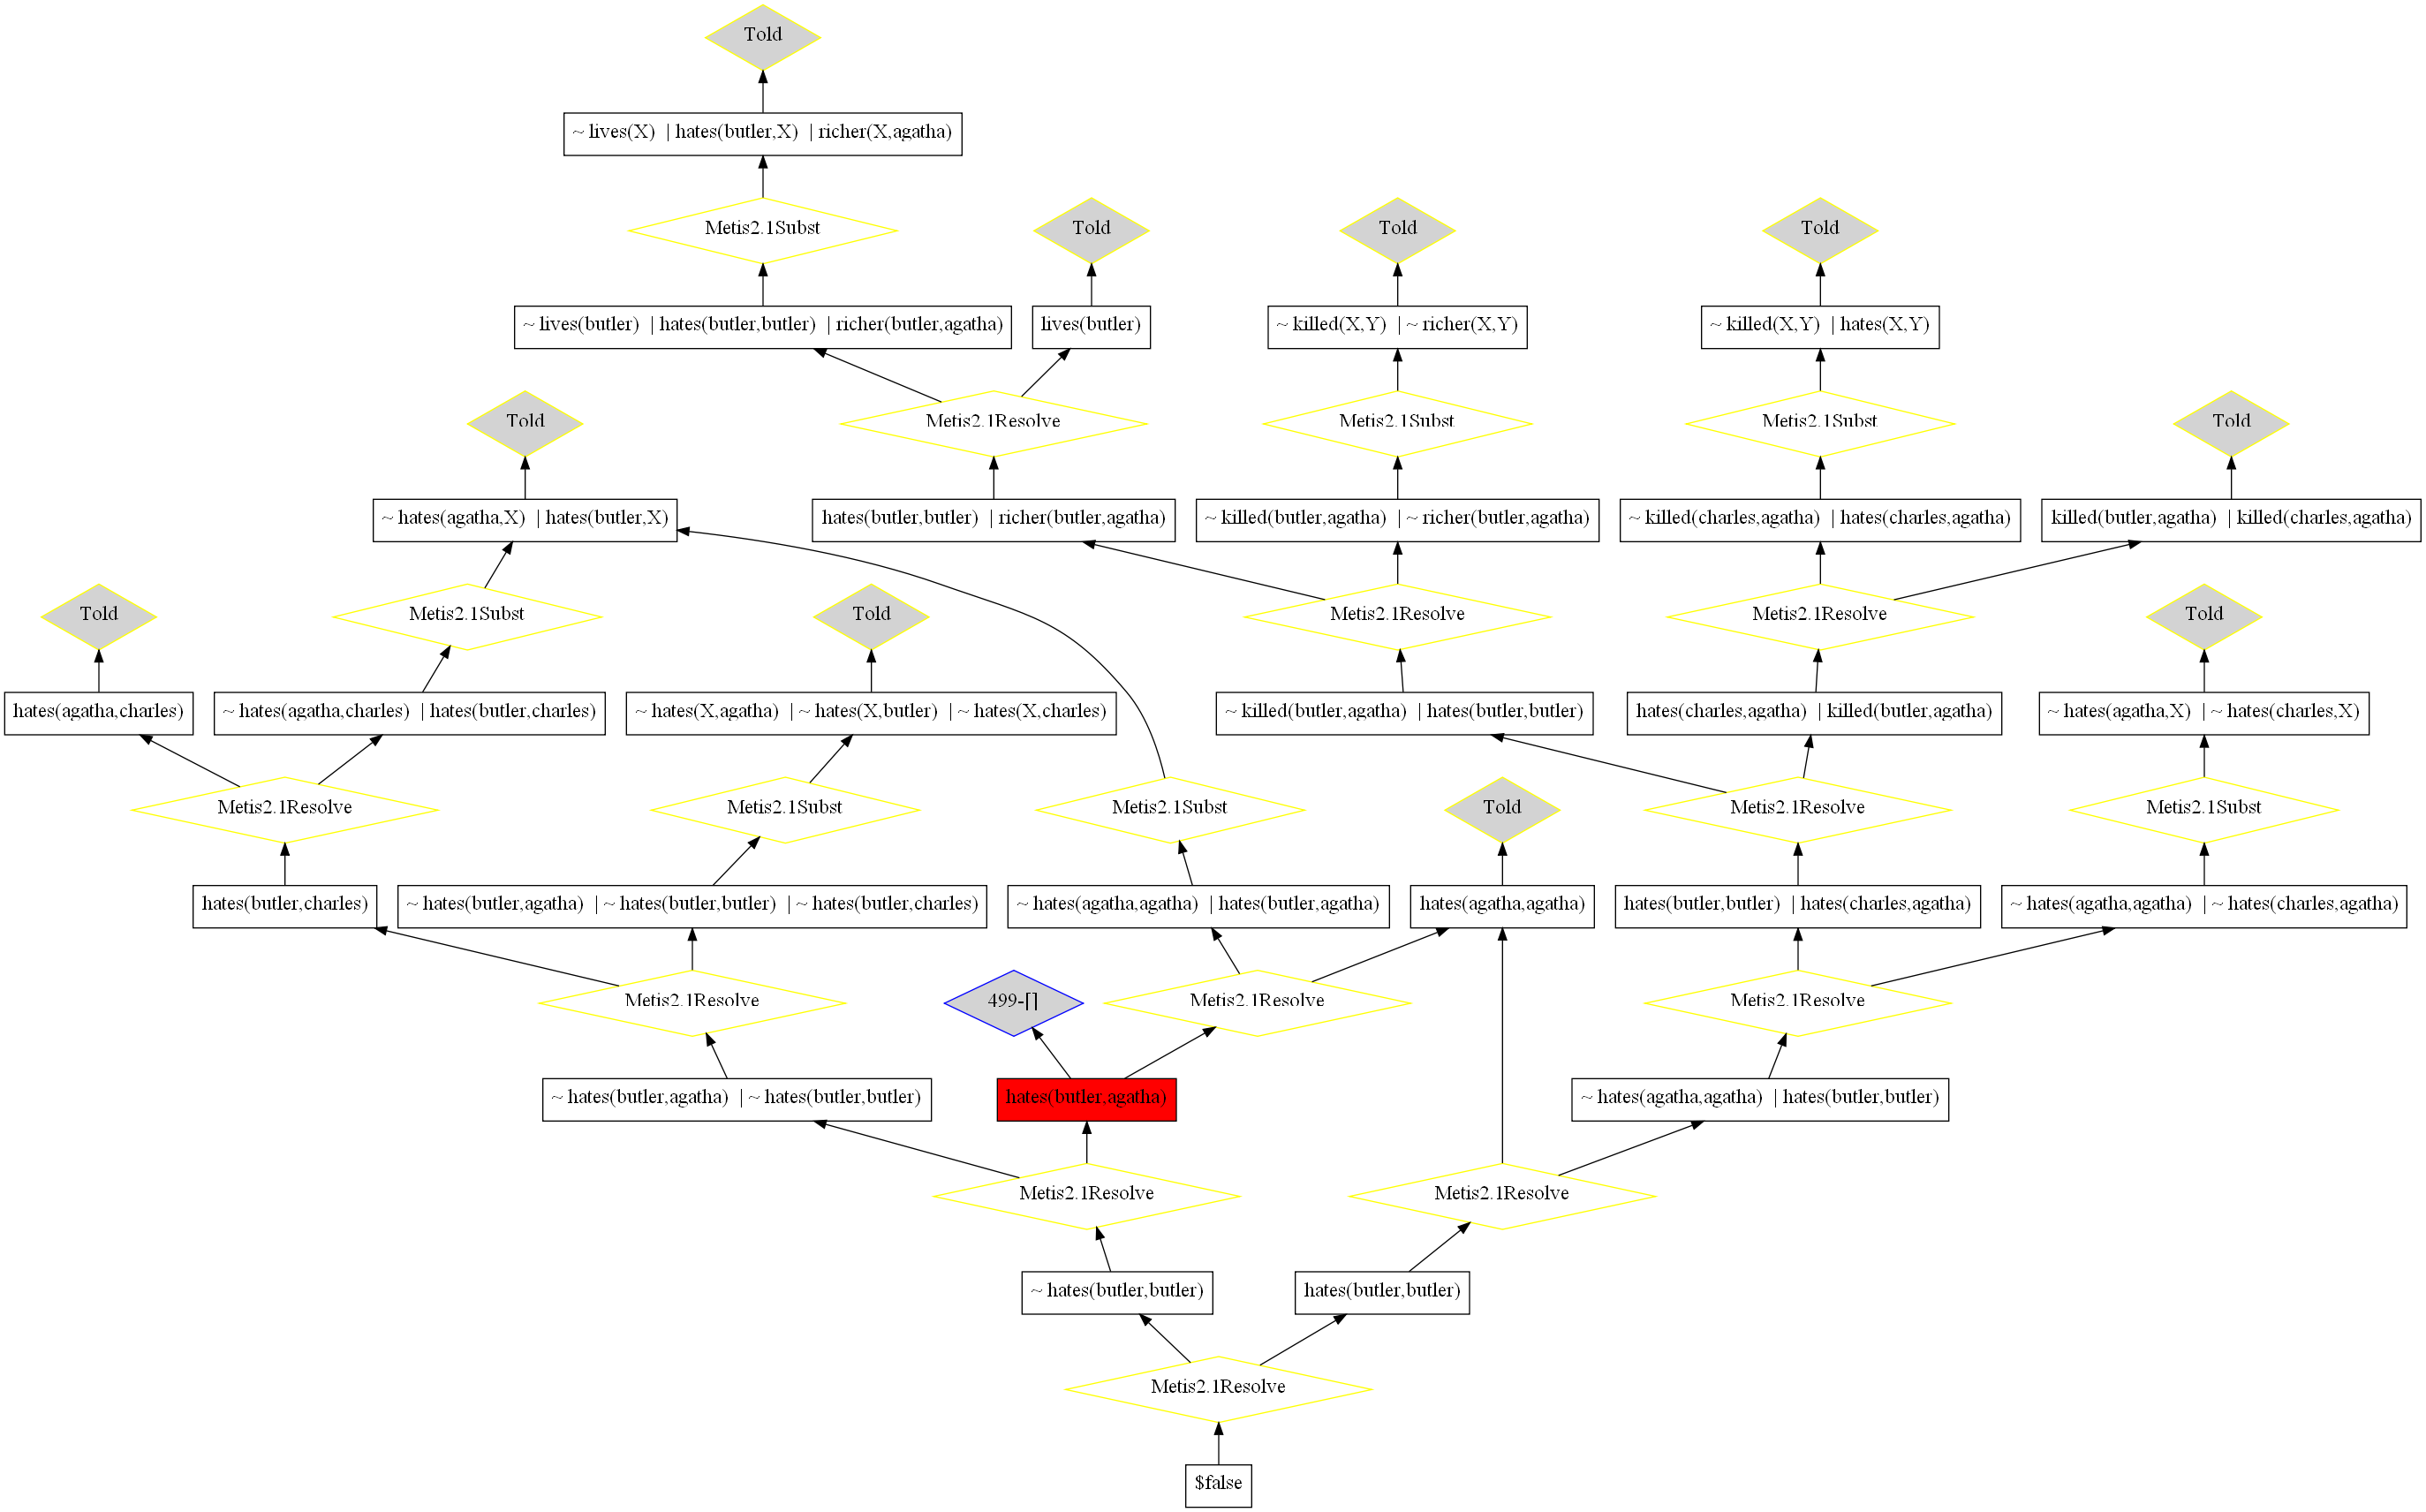 Told
~ lives(X) | hates(butler,X) | richer(X,agatha)
Metis2.1Subst
Told
Told
Told
~ lives(butler) | hates(butler,butler) | richer(butler,agatha)
lives(butler)
~ killed(X,Y) | ~ richer(X,Y)
~ killed(X,Y) | hates(X,Y)
Told
Metis2.1Resolve
Metis2.1Subst
Metis2.1Subst
Told
~ hates(agatha,X) | hates(butler,X)
hates(butler,butler) | richer(butler,agatha)
~ killed(butler,agatha) | ~ richer(butler,agatha)
~ killed(charles,agatha) | hates(charles,agatha)
killed(butler,agatha) | killed(charles,agatha)
Told
Metis2.1Subst
Told
Metis2.1Resolve
Metis2.1Resolve
Told
hates(agatha,charles)
~ hates(agatha,charles) | hates(butler,charles)
~ hates(X,agatha) | ~ hates(X,butler) | ~ hates(X,charles)
~ killed(butler,agatha) | hates(butler,butler)
hates(charles,agatha) | killed(butler,agatha)
~ hates(agatha,X) | ~ hates(charles,X)
Metis2.1Resolve
Metis2.1Subst
Metis2.1Subst
Told
Metis2.1Resolve
Metis2.1Subst
hates(butler,charles)
~ hates(butler,agatha) | ~ hates(butler,butler) | ~ hates(butler,charles)
~ hates(agatha,agatha) | hates(butler,agatha)
hates(agatha,agatha)
hates(butler,butler) | hates(charles,agatha)
~ hates(agatha,agatha) | ~ hates(charles,agatha)
Metis2.1Resolve
499-[]
Metis2.1Resolve
Metis2.1Resolve
~ hates(butler,agatha) | ~ hates(butler,butler)
hates(butler,agatha)
~ hates(agatha,agatha) | hates(butler,butler)
Metis2.1Resolve
Metis2.1Resolve
~ hates(butler,butler)
hates(butler,butler)
Metis2.1Resolve
$false